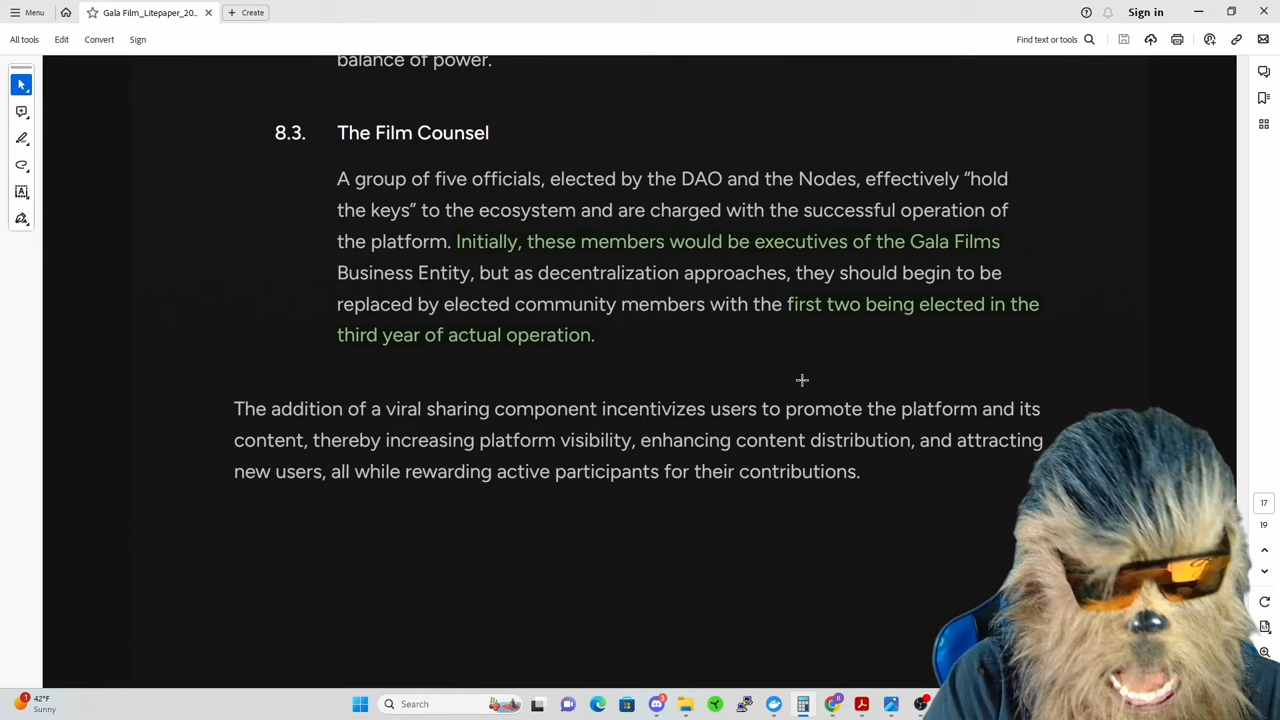 Menu
Gala Film_Litepaper_20...
Create
Sign in
All tools
Edit
Convert
Sign
Find text or tools
balance of power.
8.3. The Film Counsel
A group of five officials, elected by the DAO and the Nodes, effectively “hold
the keys” to the ecosystem and are charged with the successful operation of
the platform. Initially, these members would be executives of the Gala Films
Business Entity, but as decentralization approaches, they should begin to be
replaced by elected community members with the first two being elected in the
third year of actual operation.
The addition of a viral sharing component incentivizes users to promote the platform and its
content, thereby increasing platform visibility, enhancing content distribution, and attracting
new users, all while rewarding active participants for their contributions.
17
19
42°F
Sunny
Search